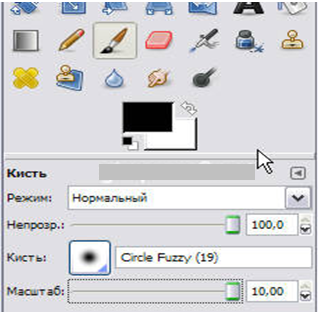 Кисть
Режим: Нормальный
Непрозр.: 100,0
Кисть: Circle Fuzzy (19)
Масштаб: 10,00